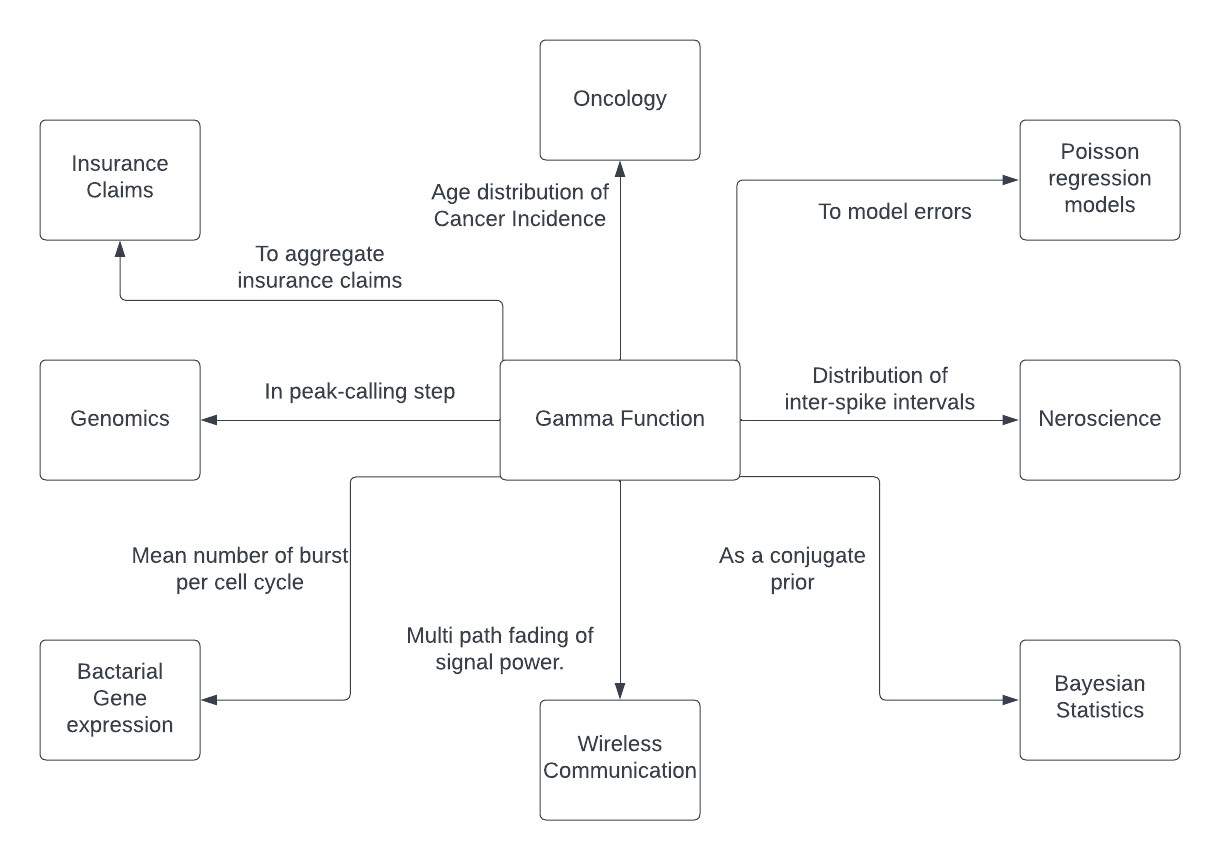 Oncology
Insurance
Claims
Poisson
regression
models
Age distribution of
Cancer Incidence
To model errors
To aggregate
insurance claims
Genomics
In peak-calling step
Gamma Function
Distribution of
inter-spike intervals
Neroscience
Mean number of burst
per cell cycle
As a conjugate
prior
Multi path fading of
signal power.
Bactarial
Gene
expression
Bayesian
Statistics
Wireless
Communication